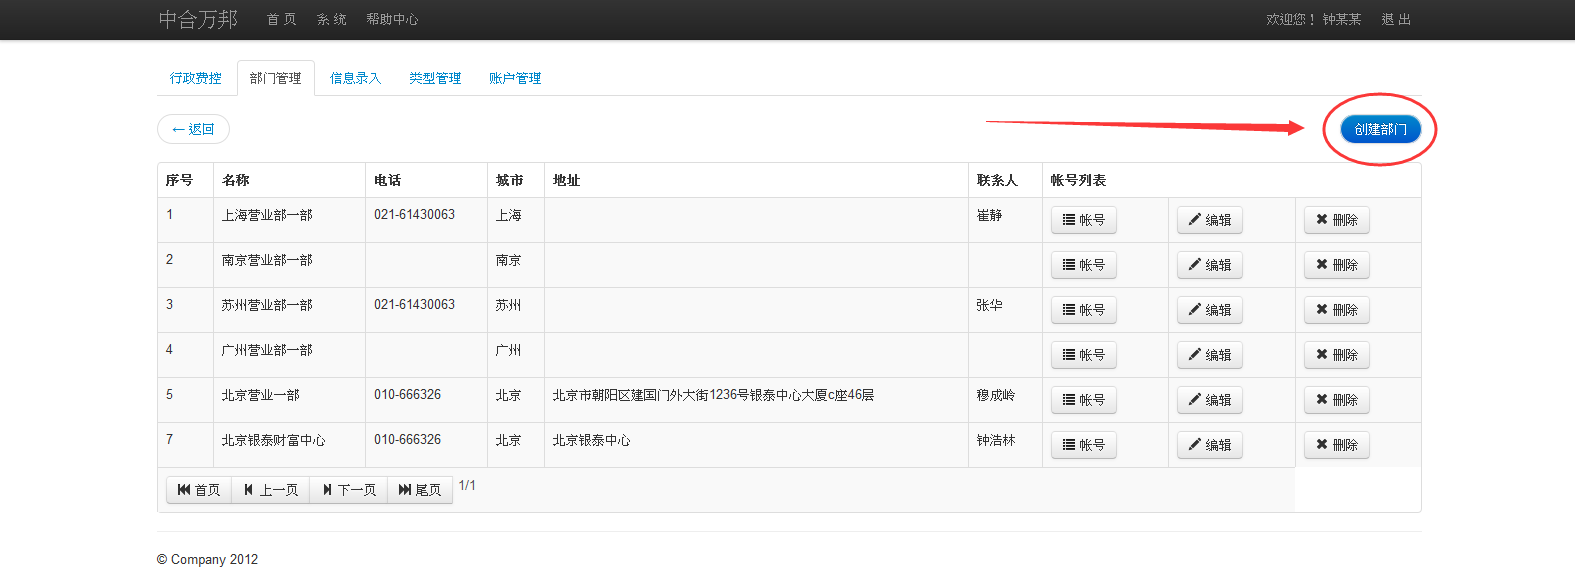 中合万邦 首 页 系 统 帮助中心 欢迎您！ 钟某某 退 出
行政费控 部门管理 信息录入 类型管理 账户管理
← 返回 创建部门
序号 名称 电话 城市 地址 联系人 帐号列表
1 上海营业部一部 021-61430063 上海 崔静 帐号 编辑 删除
2 南京营业部一部 南京 帐号 编辑 删除
3 苏州营业部一部 021-61430063 苏州 张华 帐号 编辑 删除
4 广州营业部一部 广州 帐号 编辑 删除
5 北京营业一部 010-666326 北京 北京市朝阳区建国门外大街1236号银泰中心大厦c座46层 穆成岭 帐号 编辑 删除
7 北京银泰财富中心 010-666326 北京 北京银泰中心 钟浩林 帐号 编辑 删除
首页 上一页 下一页 尾页 1/1
© Company 2012